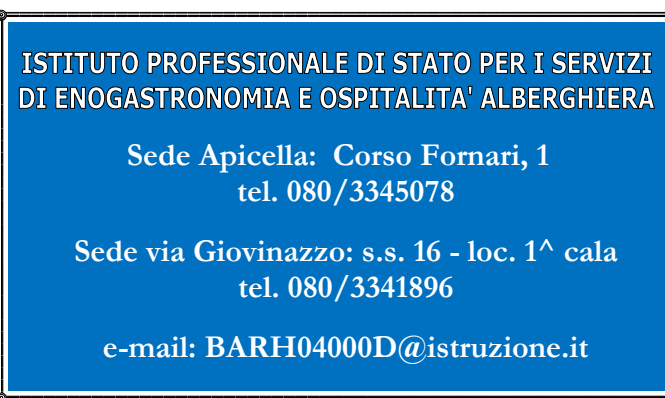 ISTITUTO PROFESSIONALE DI STATO PER I SERVIZI
DI ENOGASTRONOMIA E OSPITALITA' ALBERGHIERA
Sede Apicella: Corso Fornari, 1
tel. 080/3345078
Sede via Giovinazzo: s.s. 16 - loc. 1^ cala
tel. 080/3341896
e-mail: BARH04000D@istruzione.it